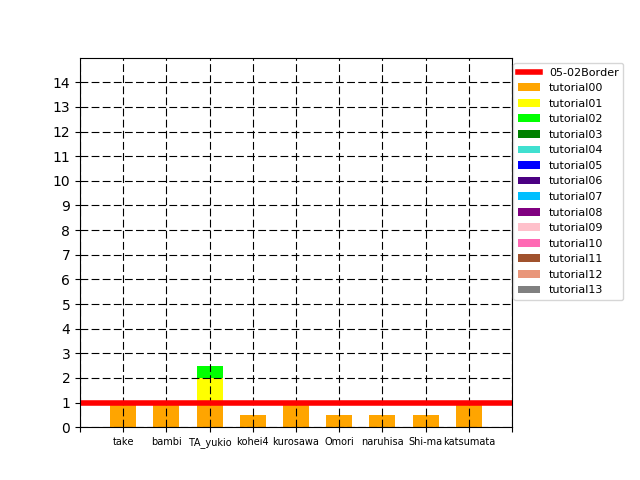 14
13
12
11
10
9
8
7
6
5
4
3
2
1
0
take bambi TA_yukio kohei4 kurosawa Omori naruhisa Shi-ma katsumata
05-02Border
tutorial00
tutorial01
tutorial02
tutorial03
tutorial04
tutorial05
tutorial06
tutorial07
tutorial08
tutorial09
tutorial10
tutorial11
tutorial12
tutorial13